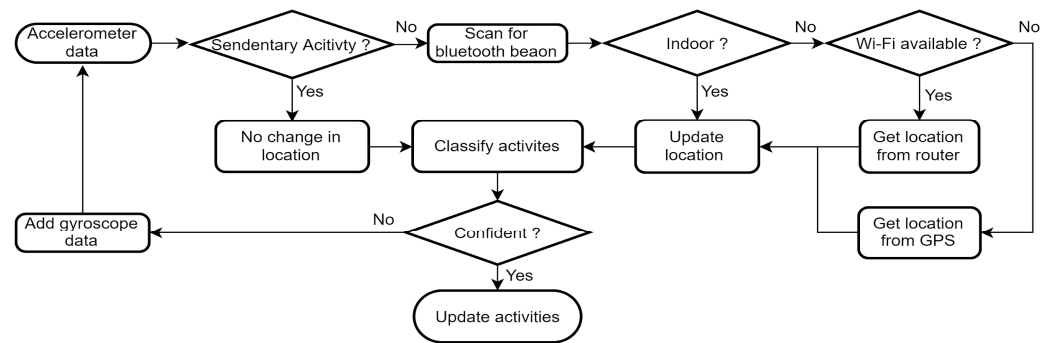 Accelerometer
data
Sendentary Acitivty ?
No
Scan for
bluetooth beaon
Indoor ?
No
Wi-Fi available ?
No
Yes
Yes
Yes
No change in
location
Classify activites
Update
location
Get location
from router
Add gyroscope
data
No
Confident ?
Get location
from GPS
Yes
Update activities